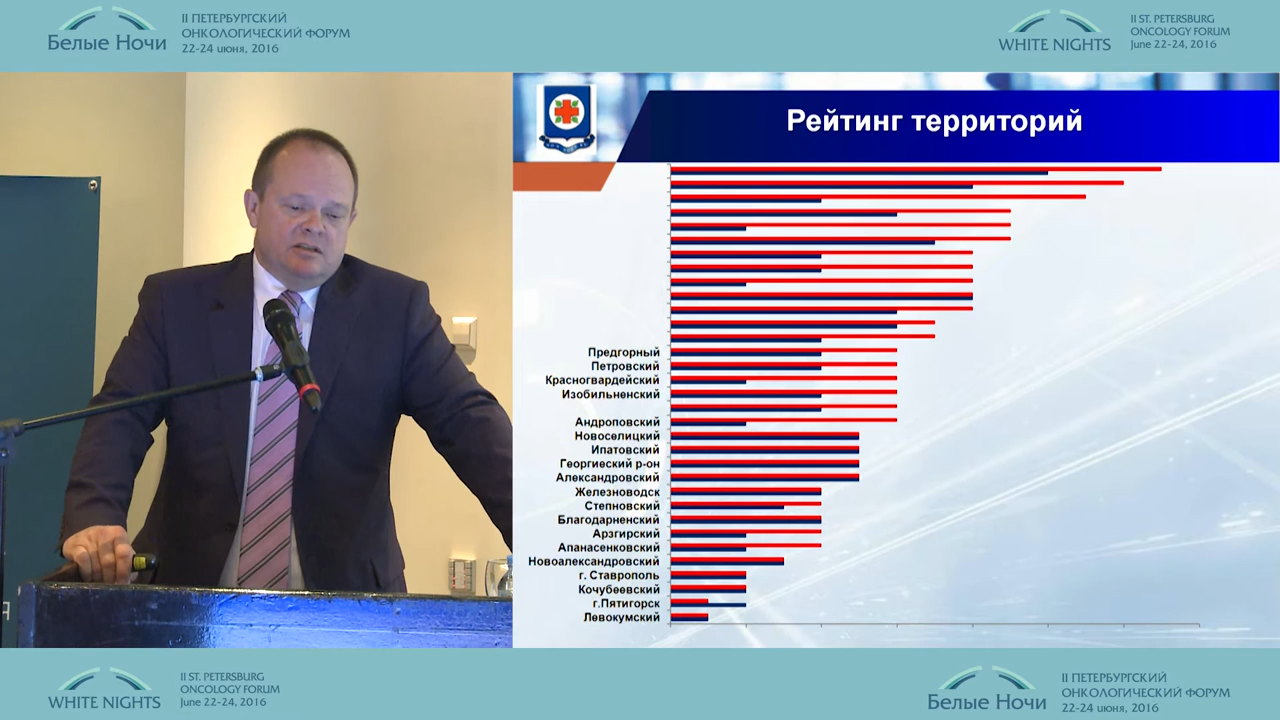 Белые Ночи
II ПЕТЕРБУРГСКИЙ
ОНКОЛОГИЧЕСКИЙ ФОРУМ
22-24 июня, 2016
WHITE NIGHTS
II ST. PETERSBURG
ONCOLOGY FORUM
June 22-24, 2016
Рейтинг территорий
Предгорный
Петровский
Красногвардейский
Изобильненский
Андроповский
Новоселицкий
Ипатовский
Георгиеский р-он
Александровский
Железноводск
Степновский
Благодарненский
Арзгирский
Апанасенковский
Новоалександровский
г. Ставрополь
Кочубеевский
г.Пятигорск
Левокумский
WHITE NIGHTS
II ST. PETERSBURG
ONCOLOGY FORUM
June 22-24, 2016
Белые Ночи
II ПЕТЕРБУРГСКИЙ
ОНКОЛОГИЧЕСКИЙ ФОРУМ
22-24 июня, 2016